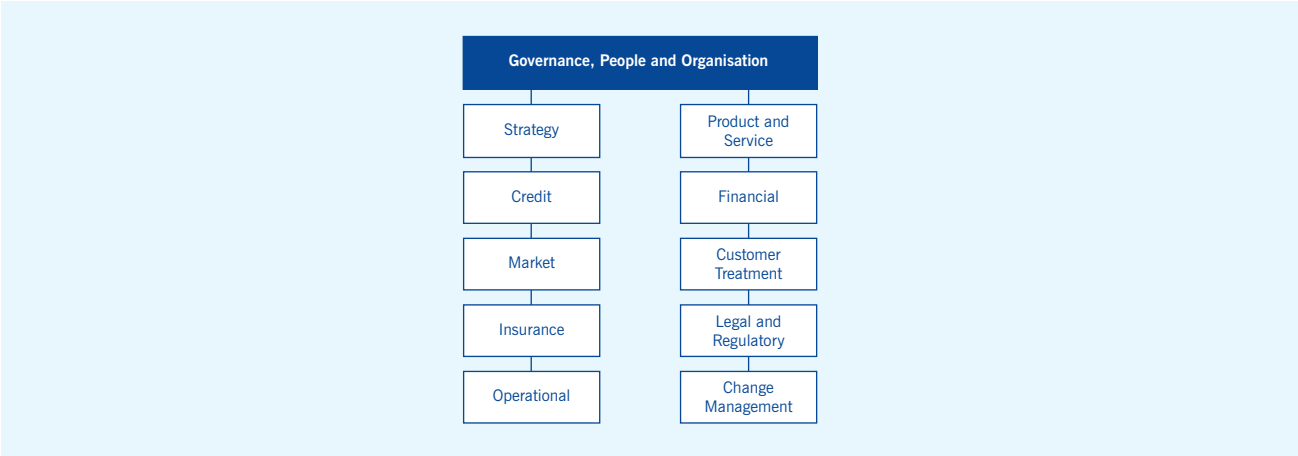 Governance, People and Organisation
Strategy
Credit
Market
Insurance
Operational
Product and
Service
Financial
Customer
Treatment
Legal and
Regulatory
Change
Management